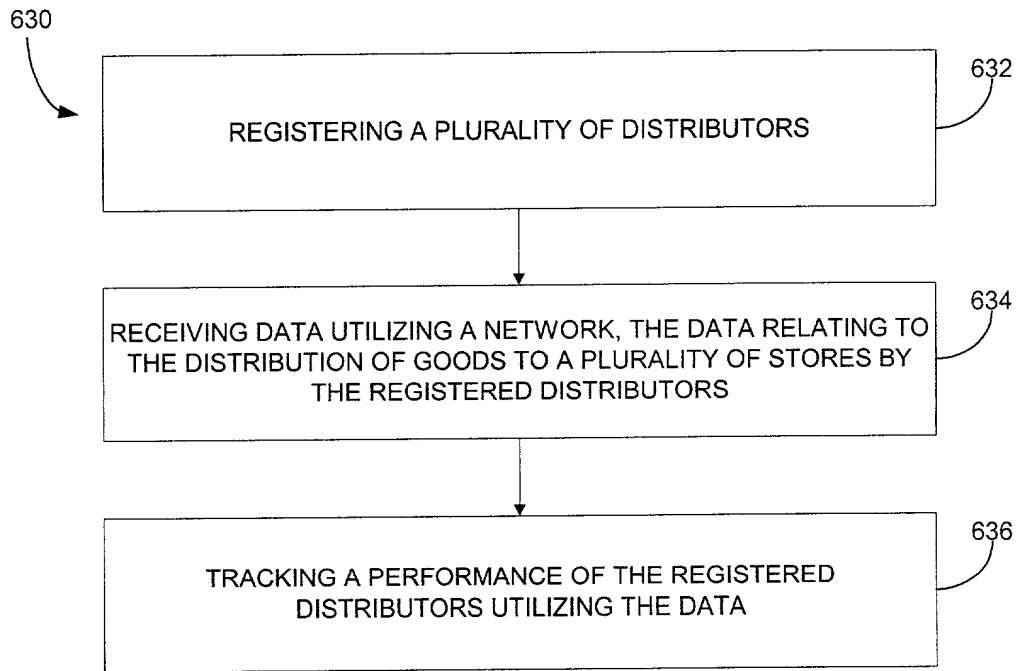 630
632
REGISTERING A PLURALITY OF DISTRIBUTORS
634
RECEIVING DATA UTILIZING A NETWORK, THE DATA RELATING TO
THE DISTRIBUTION OF GOODS TO A PLURALITY OF STORES BY
THE REGISTERED DISTRIBUTORS
636
TRACKING A PERFORMANCE OF THE REGISTERED
DISTRIBUTORS UTILIZING THE DATA